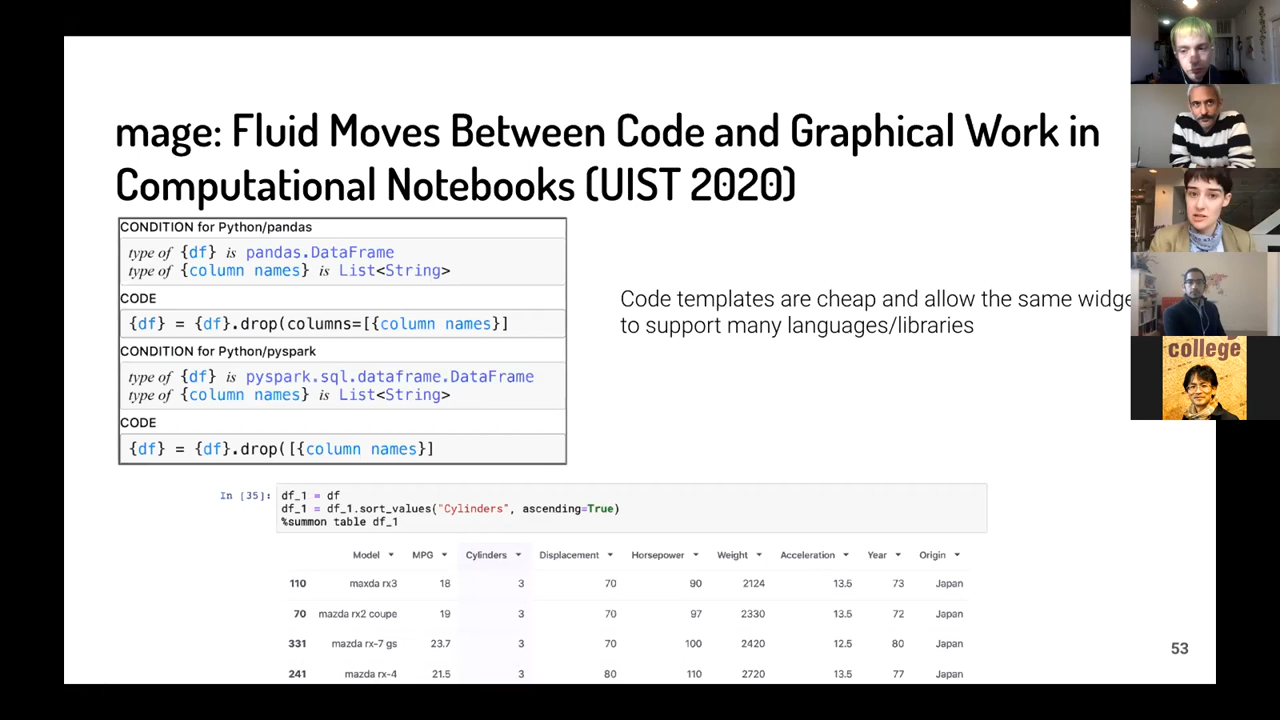 mage: Fluid Moves Between Code and Graphical Work in
Computational Notebooks (UIST 2020)
CONDITION for Python/pandas
type of {df} is pandas.DataFrame
type of {column names} is List<String>
CODE
{df} = {df}.drop(columns=[{column names}]
CONDITION for Python/pyspark
type of {df} is pyspark.sql.dataframe.DataFrame
type of {column names} is List<String>
CODE
{df} = {df}.drop([{column names}]
Code templates are cheap and allow the same widge
to support many languages/libraries
In [35]: df_1 = df
df_1 = df_1.sort_values("Cylinders", ascending=True)
%summon table df_1
Model MPG Cylinders Displacement Horsepower Weight Acceleration Year Origin
110 maxda rx3 18 3 70 90 2124 13.5 73 Japan
70 mazda rx2 coupe 19 3 70 97 2330 13.5 72 Japan
331 mazda rx-7 gs 23.7 3 70 100 2420 12.5 80 Japan
241 mazda rx-4 21.5 3 80 110 2720 13.5 77 Japan
53
college